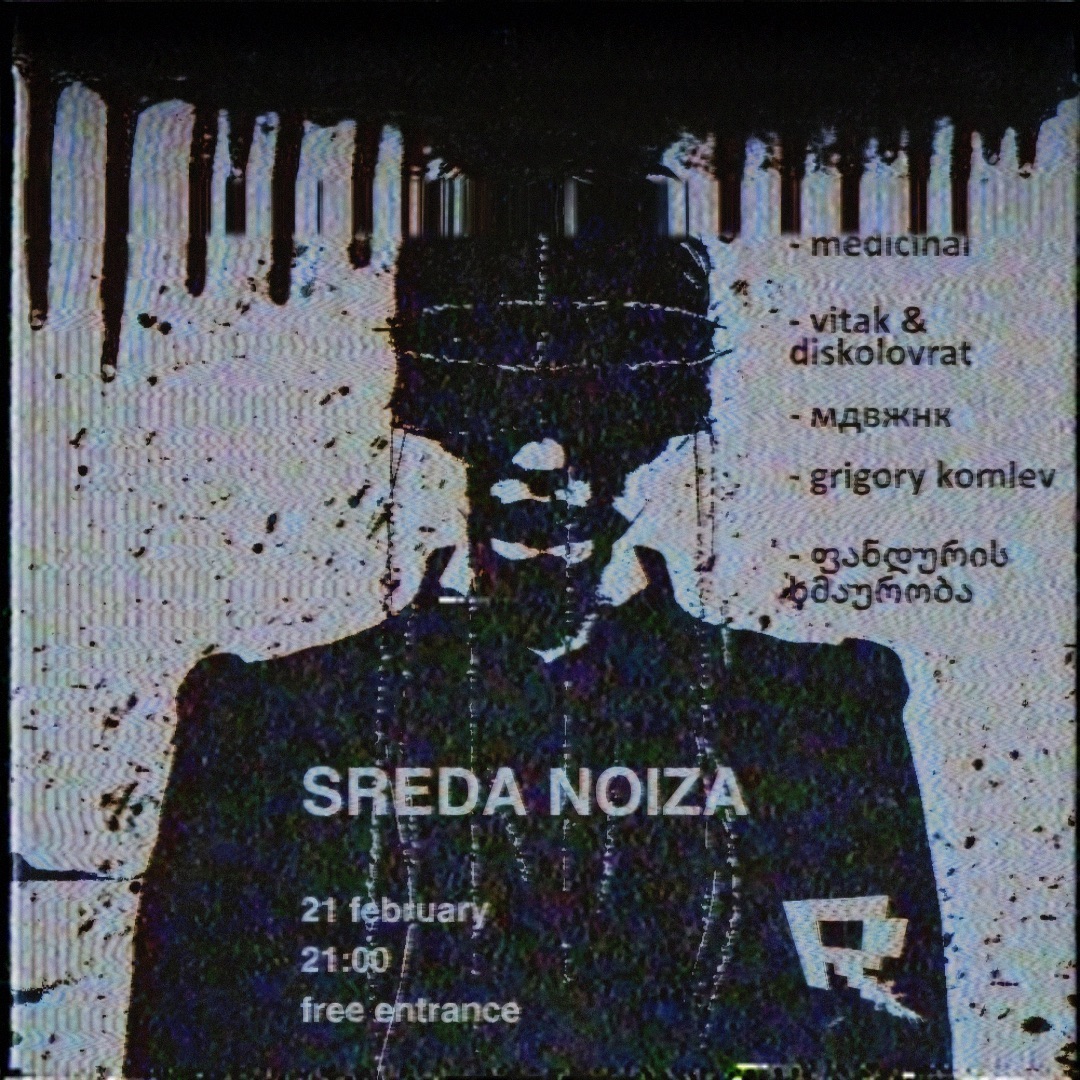 - medicinal
- vitak &
diskolovrat
- мдвжнк
- grigory komlev
- ფანდურის
ხმაურობა
SREDA NOIZA
21 february
21:00
free entrance
R